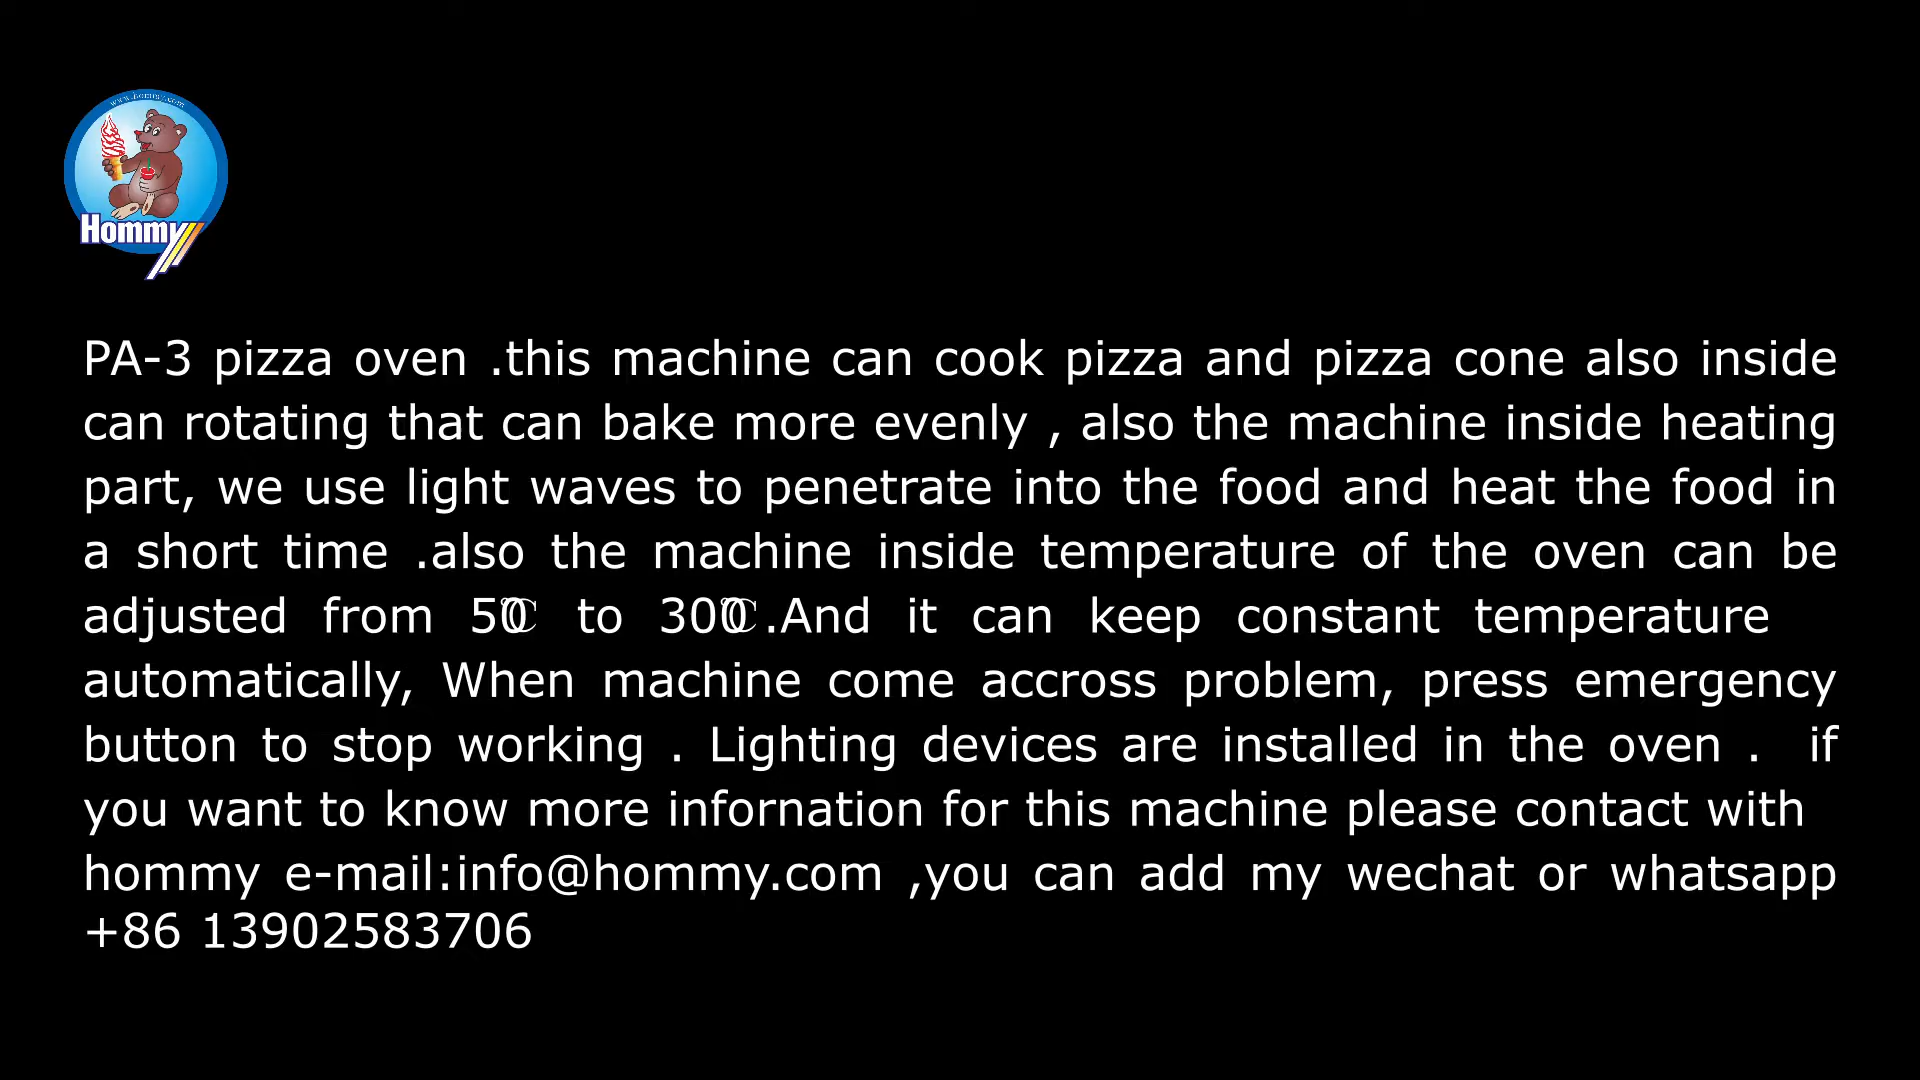 www.hommy.com
Hommy
PA-3 pizza oven .this machine can cook pizza and pizza cone also inside
can rotating that can bake more evenly , also the machine inside heating
part, we use light waves to penetrate into the food and heat the food in
a short time .also the machine inside temperature of the oven can be
adjusted from 50℃ to 300℃.And it can keep constant temperature
automatically, When machine come accross problem, press emergency
button to stop working . Lighting devices are installed in the oven . if
you want to know more infornation for this machine please contact with
hommy e-mail:info@hommy.com ,you can add my wechat or whatsapp
+86 13902583706